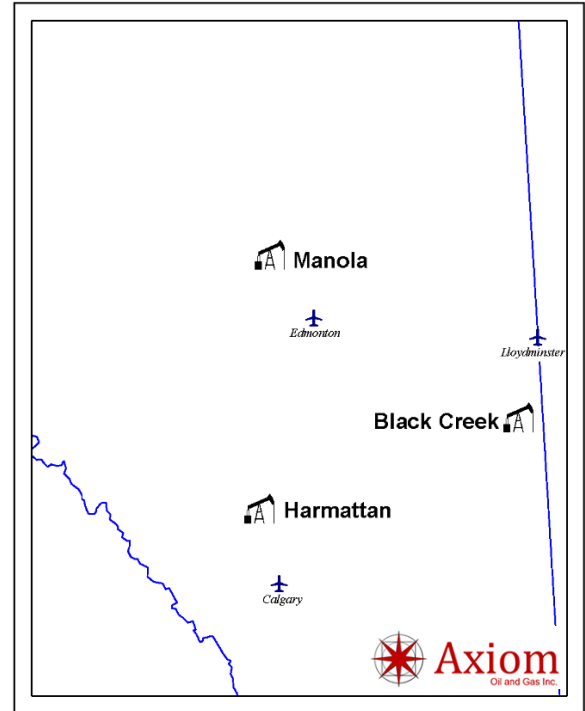 Manola
Edmonton
Lloydminster
Black Creek
Harmattan
Calgary
Axiom
Oil and Gas Inc.